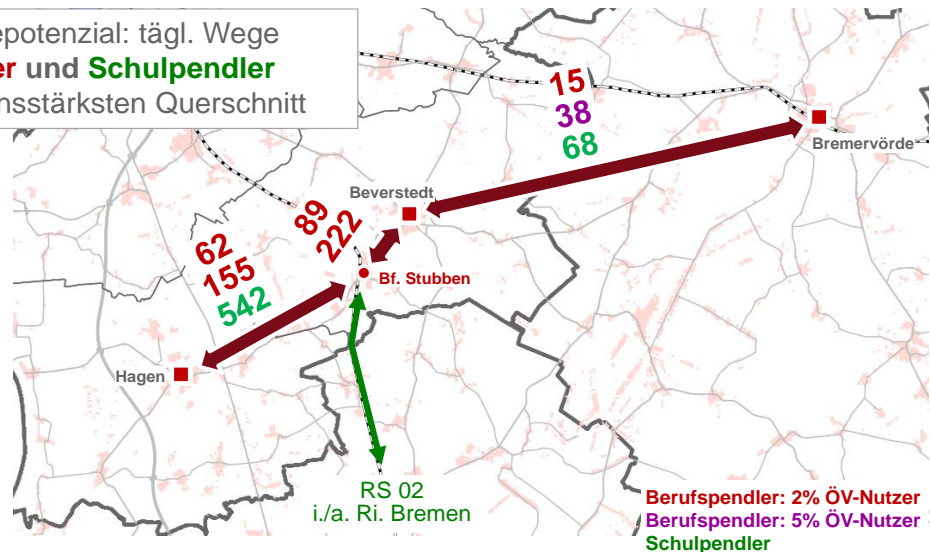 epotenzial: tägl. Wege
er und Schulpendler
nsstärksten Querschnitt
15
38
68
Bremervörde
Beverstedt
89
222
62
155
542
Bf. Stubben
Hagen
RS 02
i./a. Ri. Bremen
Berufspendler: 2% ÖV-Nutzer
Berufspendler: 5% ÖV-Nutzer
Schulpendler